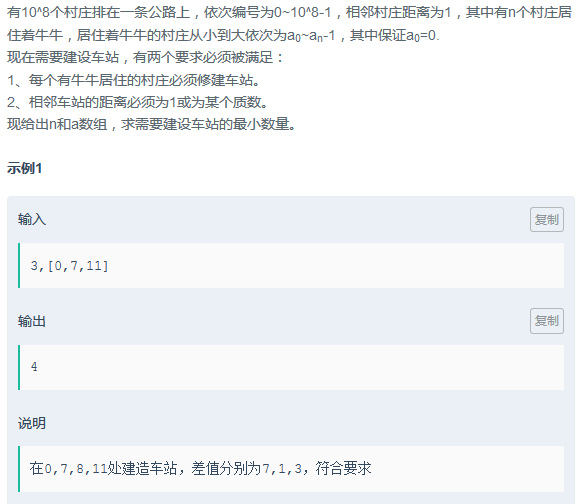 有10^8个村庄排在一条公路上，依次编号为0~10^8-1，相邻村庄距离为1，其中有n个村庄居
住着牛牛，居住着牛牛的村庄从小到大依次为a₀~aₙ-1，其中保证a₀=0.
现在需要建设车站，有两个要求必须被满足：
1、每个有牛牛居住的村庄必须修建车站。
2、相邻车站的距离必须为1或为某个质数。
现给出n和a数组，求需要建设车站的最小数量。
示例1
输入
复制
3,[0,7,11]
输出
复制
4
说明
在0,7,8,11处建造车站，差值分别为7,1,3，符合要求